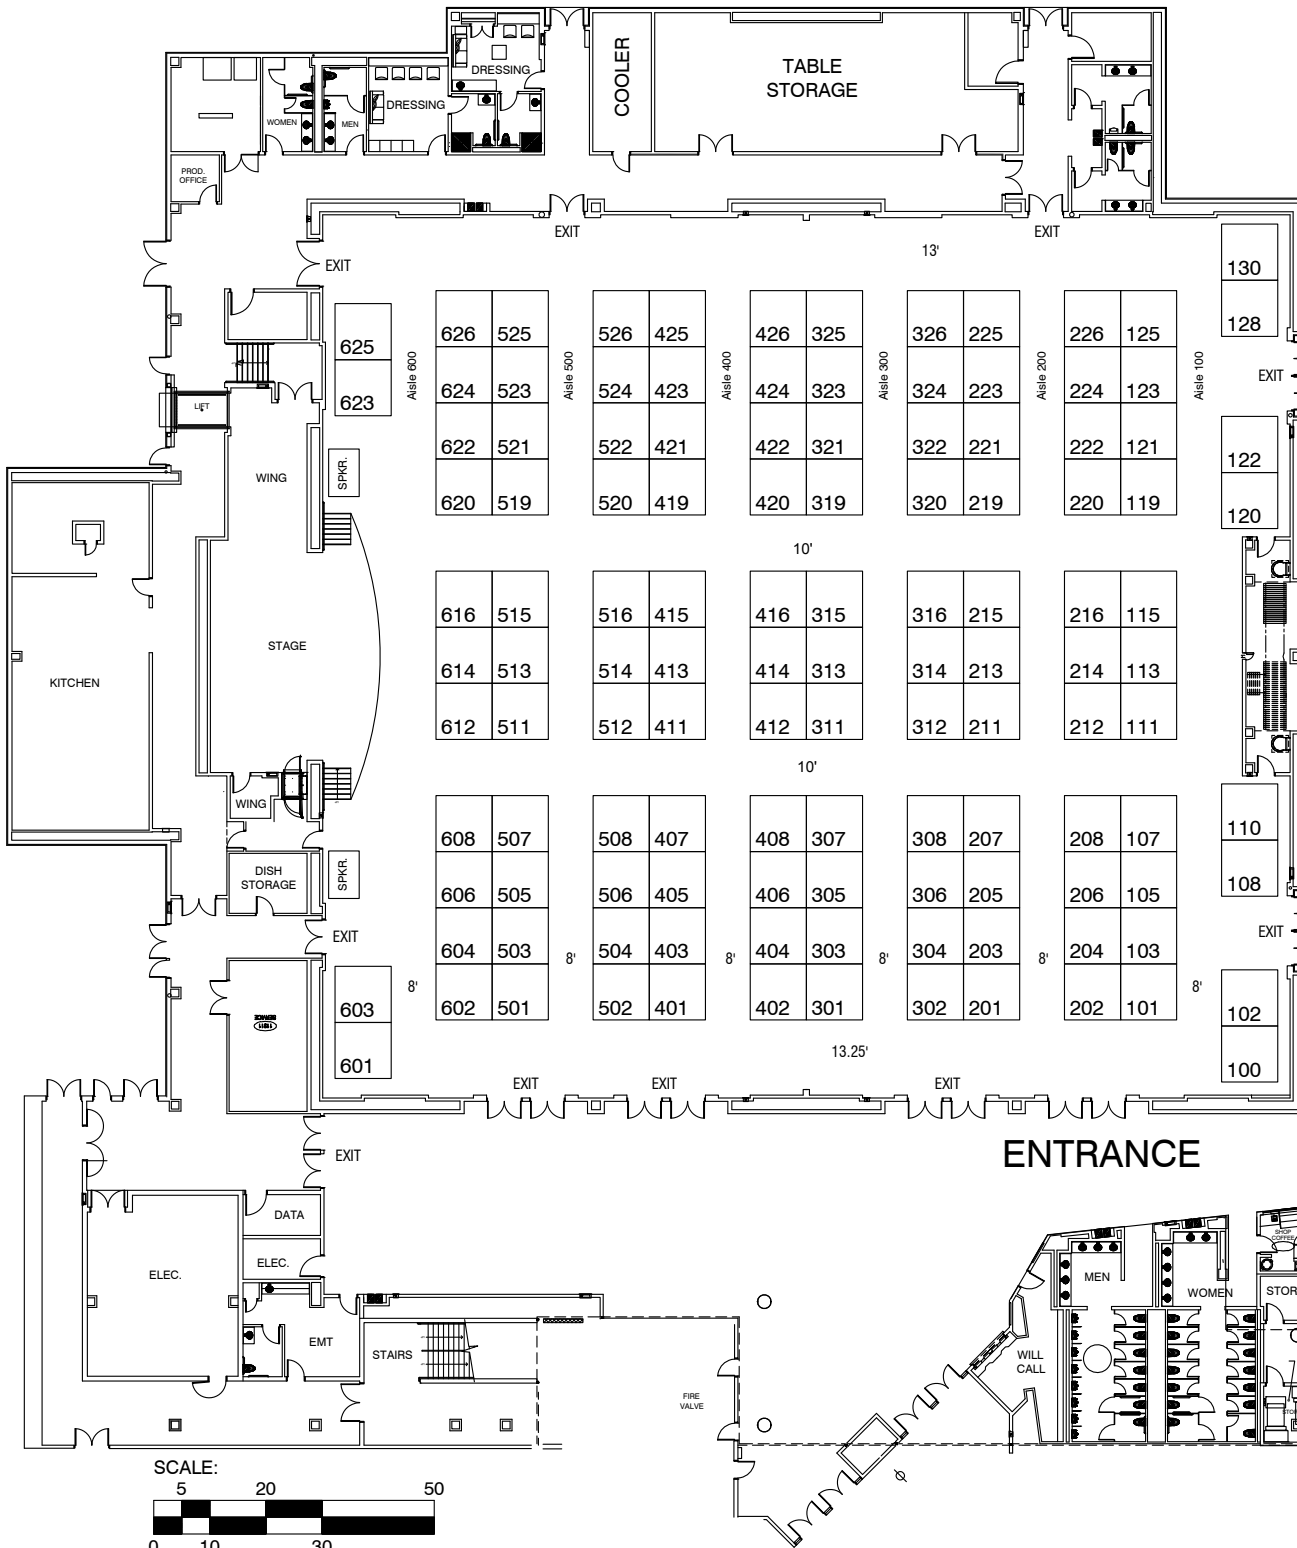 COOLER
TABLE
STORAGE
DRESSING
DRESSING
WOMEN
MEN
PROD.
OFFICE
EXIT
EXIT
EXIT
13'
130
128
626 525 526 425 426 325 326 225 226 125
625
623
Aisle 600
Aisle 500
Aisle 400
Aisle 300
Aisle 200
Aisle 100
EXIT
624 523 524 423 424 323 324 223 224 123
LIFT
622 521 522 421 422 321 322 221 222 121
122
WING
SPKR.
620 519 520 419 420 319 320 219 220 119
120
10'
616 515 516 415 416 315 316 215 216 115
STAGE
KITCHEN
614 513 514 413 414 313 314 213 214 113
612 511 512 411 412 311 312 211 212 111
10'
WING
608 507 508 407 408 307 308 207 208 107
110
DISH
STORAGE
SPKR.
606 505 506 405 406 305 306 205 206 105
108
EXIT
EXIT
604 503 504 403 404 303 304 203 204 103
8' 8' 8' 8' 8' 8'
603
602 501 502 401 402 301 302 201 202 101
102
SERVICE
601
13.25'
100
EXIT
EXIT
EXIT
ENTRANCE
EXIT
DATA
ELEC.
ELEC.
EMT
STAIRS
FIRE
VALVE
WILL
CALL
MEN
WOMEN
SHOP
COFFEE
STOR
SCALE:
5 20 50
0 10 30